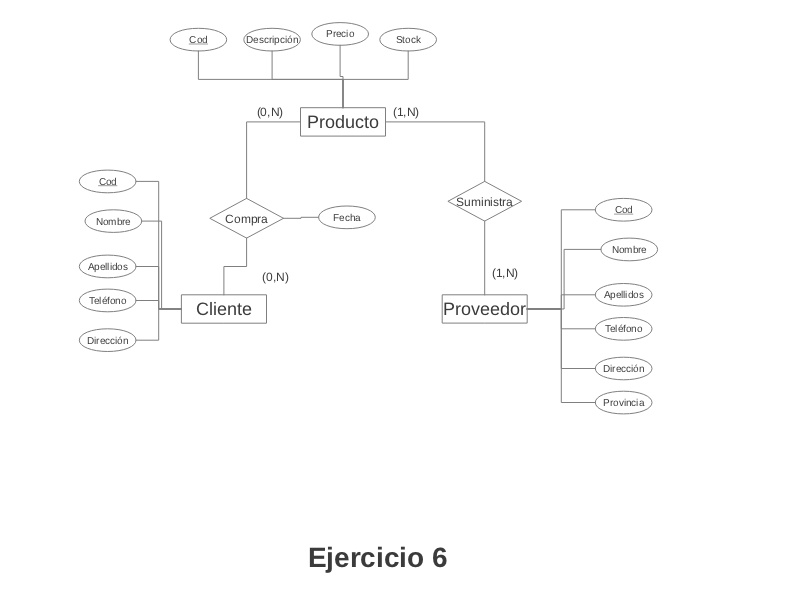 Cod
Descripción
Precio
Stock
(0,N)
Producto
(1,N)
Cod
Nombre
Apellidos
Teléfono
Dirección
Compra
Fecha
Suministra
(0,N)
Cliente
(1,N)
Proveedor
Cod
Nombre
Apellidos
Teléfono
Dirección
Provincia
Ejercicio 6